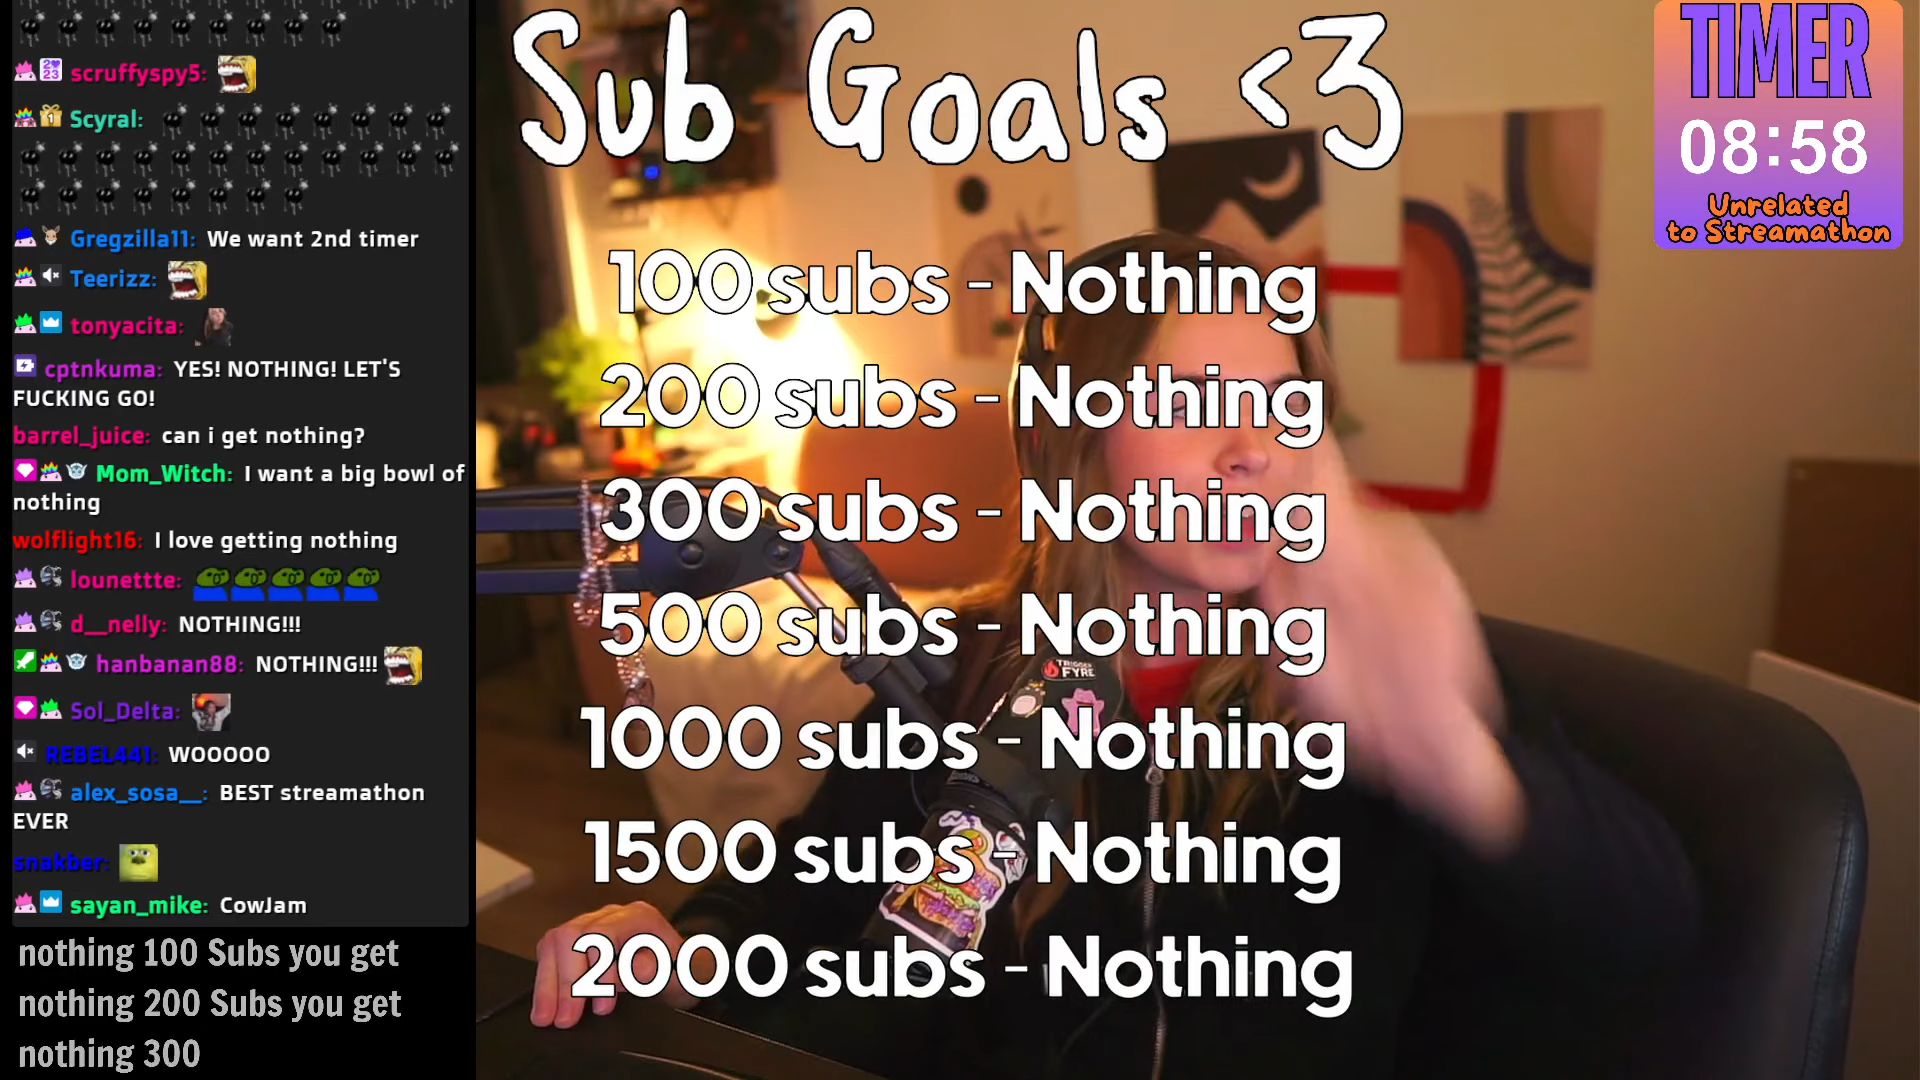 scruffyspy5:
Scyral:
Gregzilla11: We want 2nd timer
Teerizz:
tonyacita:
cptnkuma: YES! NOTHING! LET'S
FUCKING GO!
barrel_juice: can i get nothing?
Mom_Witch: I want a big bowl of
nothing
wolflight16: I love getting nothing
lounettte:
d__nelly: NOTHING!!!
hanbanan88: NOTHING!!!
Sol_Delta:
REBEL441: WOOOOO
alex_sosa__: BEST streamathon
EVER
snakber:
sayan_mike: CowJam
nothing 100 Subs you get
nothing 200 Subs you get
nothing 300
Sub Goals <3
100 subs - Nothing
200 subs - Nothing
300 subs - Nothing
500 subs - Nothing
1000 subs - Nothing
1500 subs - Nothing
2000 subs - Nothing
TRIGGER
FYRE
TIMER
08:58
Unrelated
to Streamathon